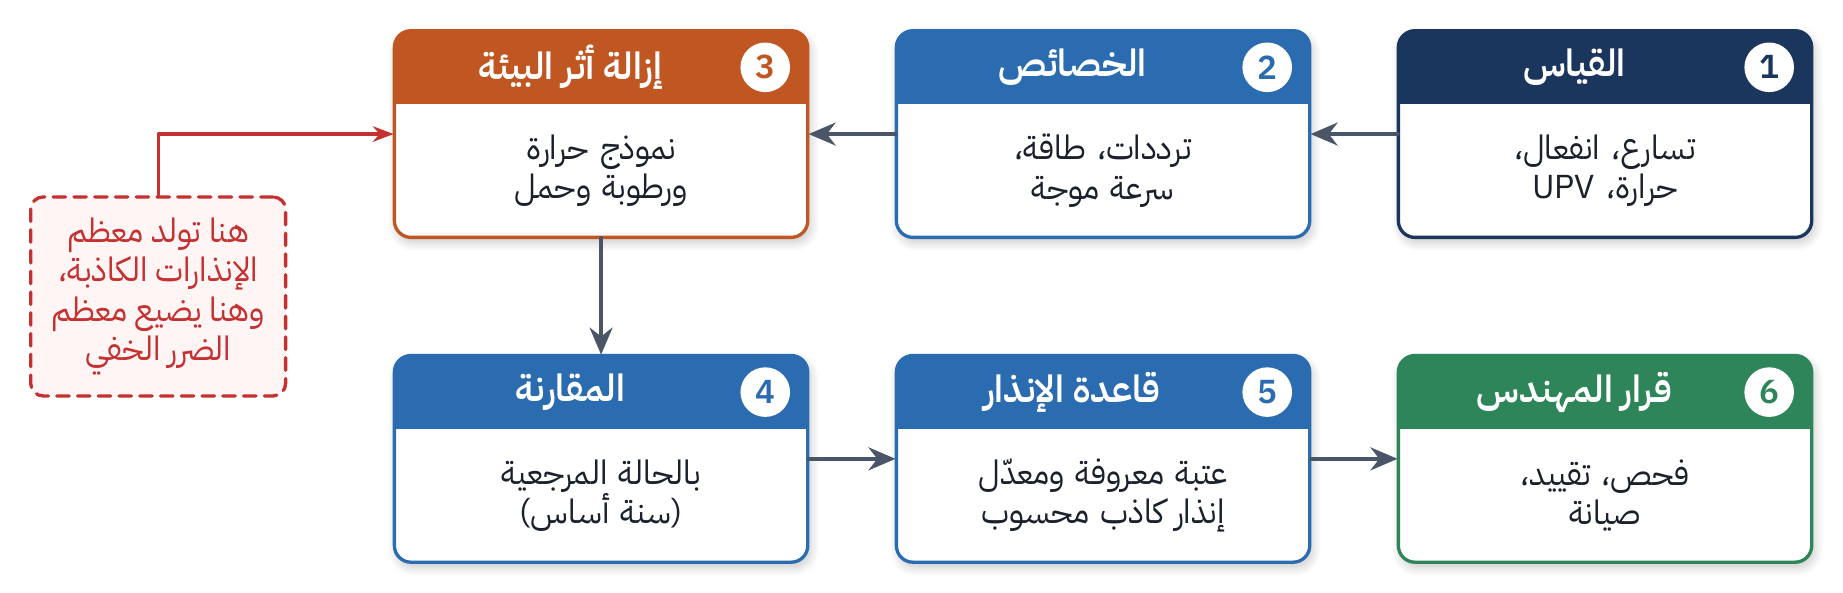 1 القياس
تسارع، انفعال،
حرارة، UPV
2 الخصائص
ترددات، طاقة،
سرعة موجة
3 إزالة أثر البيئة
نموذج حرارة
ورطوبة وحمل
هنا تولد معظم
الإنذارات الكاذبة،
وهنا يضيع معظم
الضرر الخفي
4 المقارنة
بالحالة المرجعية
(سنة أساس)
5 قاعدة الإنذار
عتبة معروفة ومعدّل
إنذار كاذب محسوب
6 قرار المهندس
فحص، تقييد،
صيانة